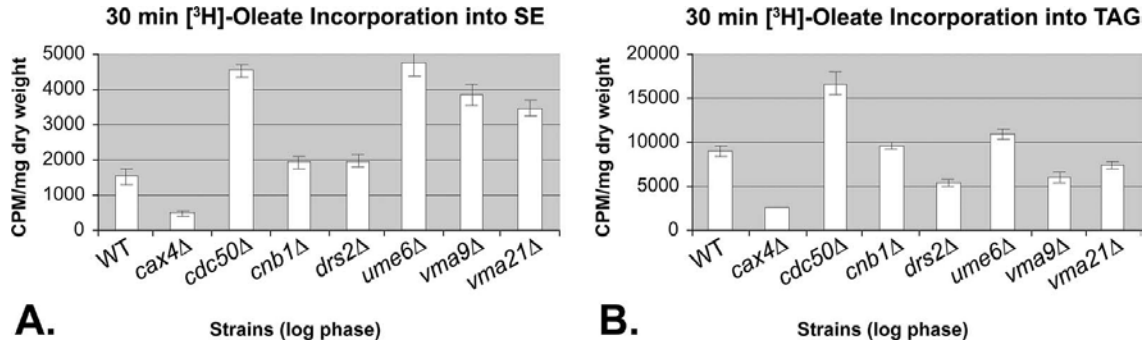 30 min [³H]-Oleate Incorporation into SE
CPM/mg dry weight
5000
4000
3000
2000
1000
0
WT
cax4Δ
cdc50Δ
cnb1Δ
drs2Δ
ume6Δ
vma9Δ
vma21Δ
A.
Strains (log phase)
30 min [³H]-Oleate Incorporation into TAG
CPM/mg dry weight
20000
15000
10000
5000
0
WT
cax4Δ
cdc50Δ
cnb1Δ
drs2Δ
ume6Δ
vma9Δ
vma21Δ
B.
Strains (log phase)